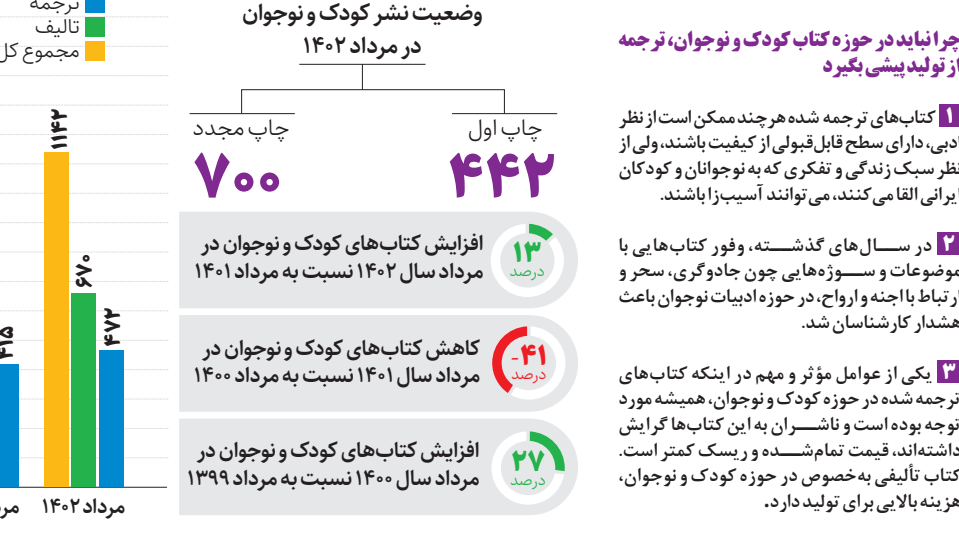 چرا نباید در حوزه کتاب کودک و نوجوان، ترجمه
از تولید پیشی بگیرد
۱ کتاب‌های ترجمه شده هرچند ممکن است از نظر
ادبی، دارای سطح قابل‌قبولی از کیفیت باشند، ولی از
نظر سبک زندگی و تفکری که به نوجوانان و کودکان
ایرانی القا می‌کنند، می‌توانند آسیب‌زا باشند.
۲ در ســال‌های گذشــته، وفور کتاب‌هایی با
موضوعات و ســوژه‌هایی چون جادوگری، سحر و
ارتباط با اجنه و ارواح، در حوزه ادبیات نوجوان باعث
هشدار کارشناسان شد.
۳ یکی از عوامل مؤثر و مهم در اینکه کتاب‌های
ترجمه شده در حوزه کودک و نوجوان، همیشه مورد
توجه بوده است و ناشــران به این کتاب‌ها گرایش
داشته‌اند، قیمت تمام‌شــده و ریسک کمتر است.
کتاب تألیفی به‌خصوص در حوزه کودک و نوجوان،
هزینه بالایی برای تولید دارد.
وضعیت نشر کودک و نوجوان
در مرداد ۱۴۰۲
چاپ اول
۴۴۲
چاپ مجدد
۷۰۰
۱۳
درصد
افزایش کتاب‌های کودک و نوجوان در
مرداد سال ۱۴۰۲ نسبت به مرداد ۱۴۰۱
-۴۱
درصد
کاهش کتاب‌های کودک و نوجوان در
مرداد سال ۱۴۰۱ نسبت به مرداد ۱۴۰۰
۲۷
درصد
افزایش کتاب‌های کودک و نوجوان در
مرداد سال ۱۴۰۰ نسبت به مرداد ۱۳۹۹
ترجمه
تالیف
مجموع کل
۱۱۴۲
۶۷۰
۴۷۲
۴۱۵
مرداد ۱۴۰۲